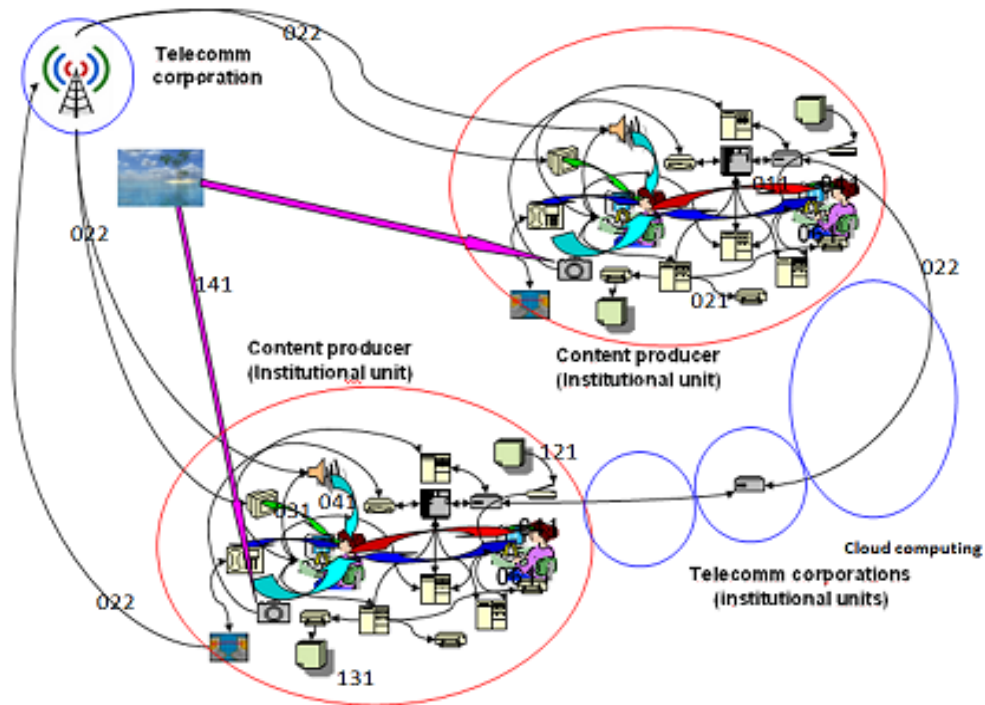 022
Telecomm
corporation
011
022
022
141
021
Content producer
(Institutional unit)
Content producer
(Institutional unit)
121
041
031
Cloud computing
Telecomm corporations
(institutional units)
022
131